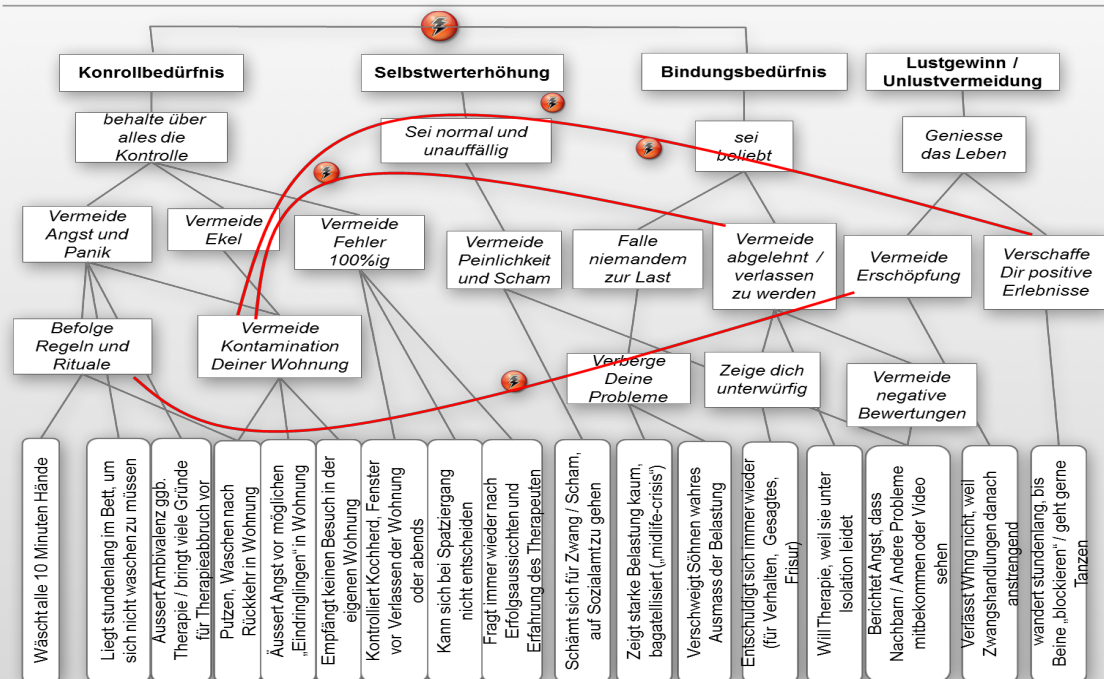 Konrollbedürfnis
Selbstwerterhöhung
Bindungsbedürfnis
Lustgewinn /
Unlustvermeidung
behalte über
alles die
Kontrolle
Sei normal und
unauffällig
sei
beliebt
Geniesse
das Leben
Vermeide
Angst und
Panik
Vermeide
Ekel
Vermeide
Fehler
100%ig
Vermeide
Peinlichkeit
und Scham
Falle
niemandem
zur Last
Vermeide
abgelehnt /
verlassen
zu werden
Vermeide
Erschöpfung
Verschaffe
Dir positive
Erlebnisse
Befolge
Regeln und
Rituale
Vermeide
Kontamination
Deiner Wohnung
Verberge
Deine
Probleme
Zeige dich
unterwürfig
Vermeide
negative
Bewertungen
Wäscht alle 10 Minuten Hände
Liegt stundenlang im Bett, um
sich nicht waschen zu müssen
Äussert Ambivalenz ggb.
Therapie / bringt viele Gründe
für Therapieabbruch vor
Putzen, Waschen nach
Rückkehr in Wohnung
Äussert Angst vor möglichen
„Eindringlingen“ in Wohnung
Empfängt keinen Besuch in der
eigenen Wohnung
Kontrolliert Kochherd, Fenster
vor Verlassen der Wohnung
oder abends
Kann sich bei Spatziergang
nicht entscheiden
Fragt immer wieder nach
Erfolgsaussichten und
Erfahrung des Therapeuten
Schämt sich für Zwang / Scham,
auf Sozialamt zu gehen
Zeigt starke Belastung kaum,
bagatellisiert („midlife-crisis“)
Verschweigt Söhnen wahres
Ausmass der Belastung
Entschuldigt sich immer wieder
(für Verhalten, Gesagtes,
Frisur)
Will Therapie, weil sie unter
Isolation leidet
Berichtet Angst, dass
Nachbarn / Andere Probleme
mitbekommen oder Video
sehen
Verlässt Whng nicht, weil
Zwangshandlungen danach
anstrengend
wandert stundenlang, bis
Beine „blockieren“ / geht gerne
Tanzen